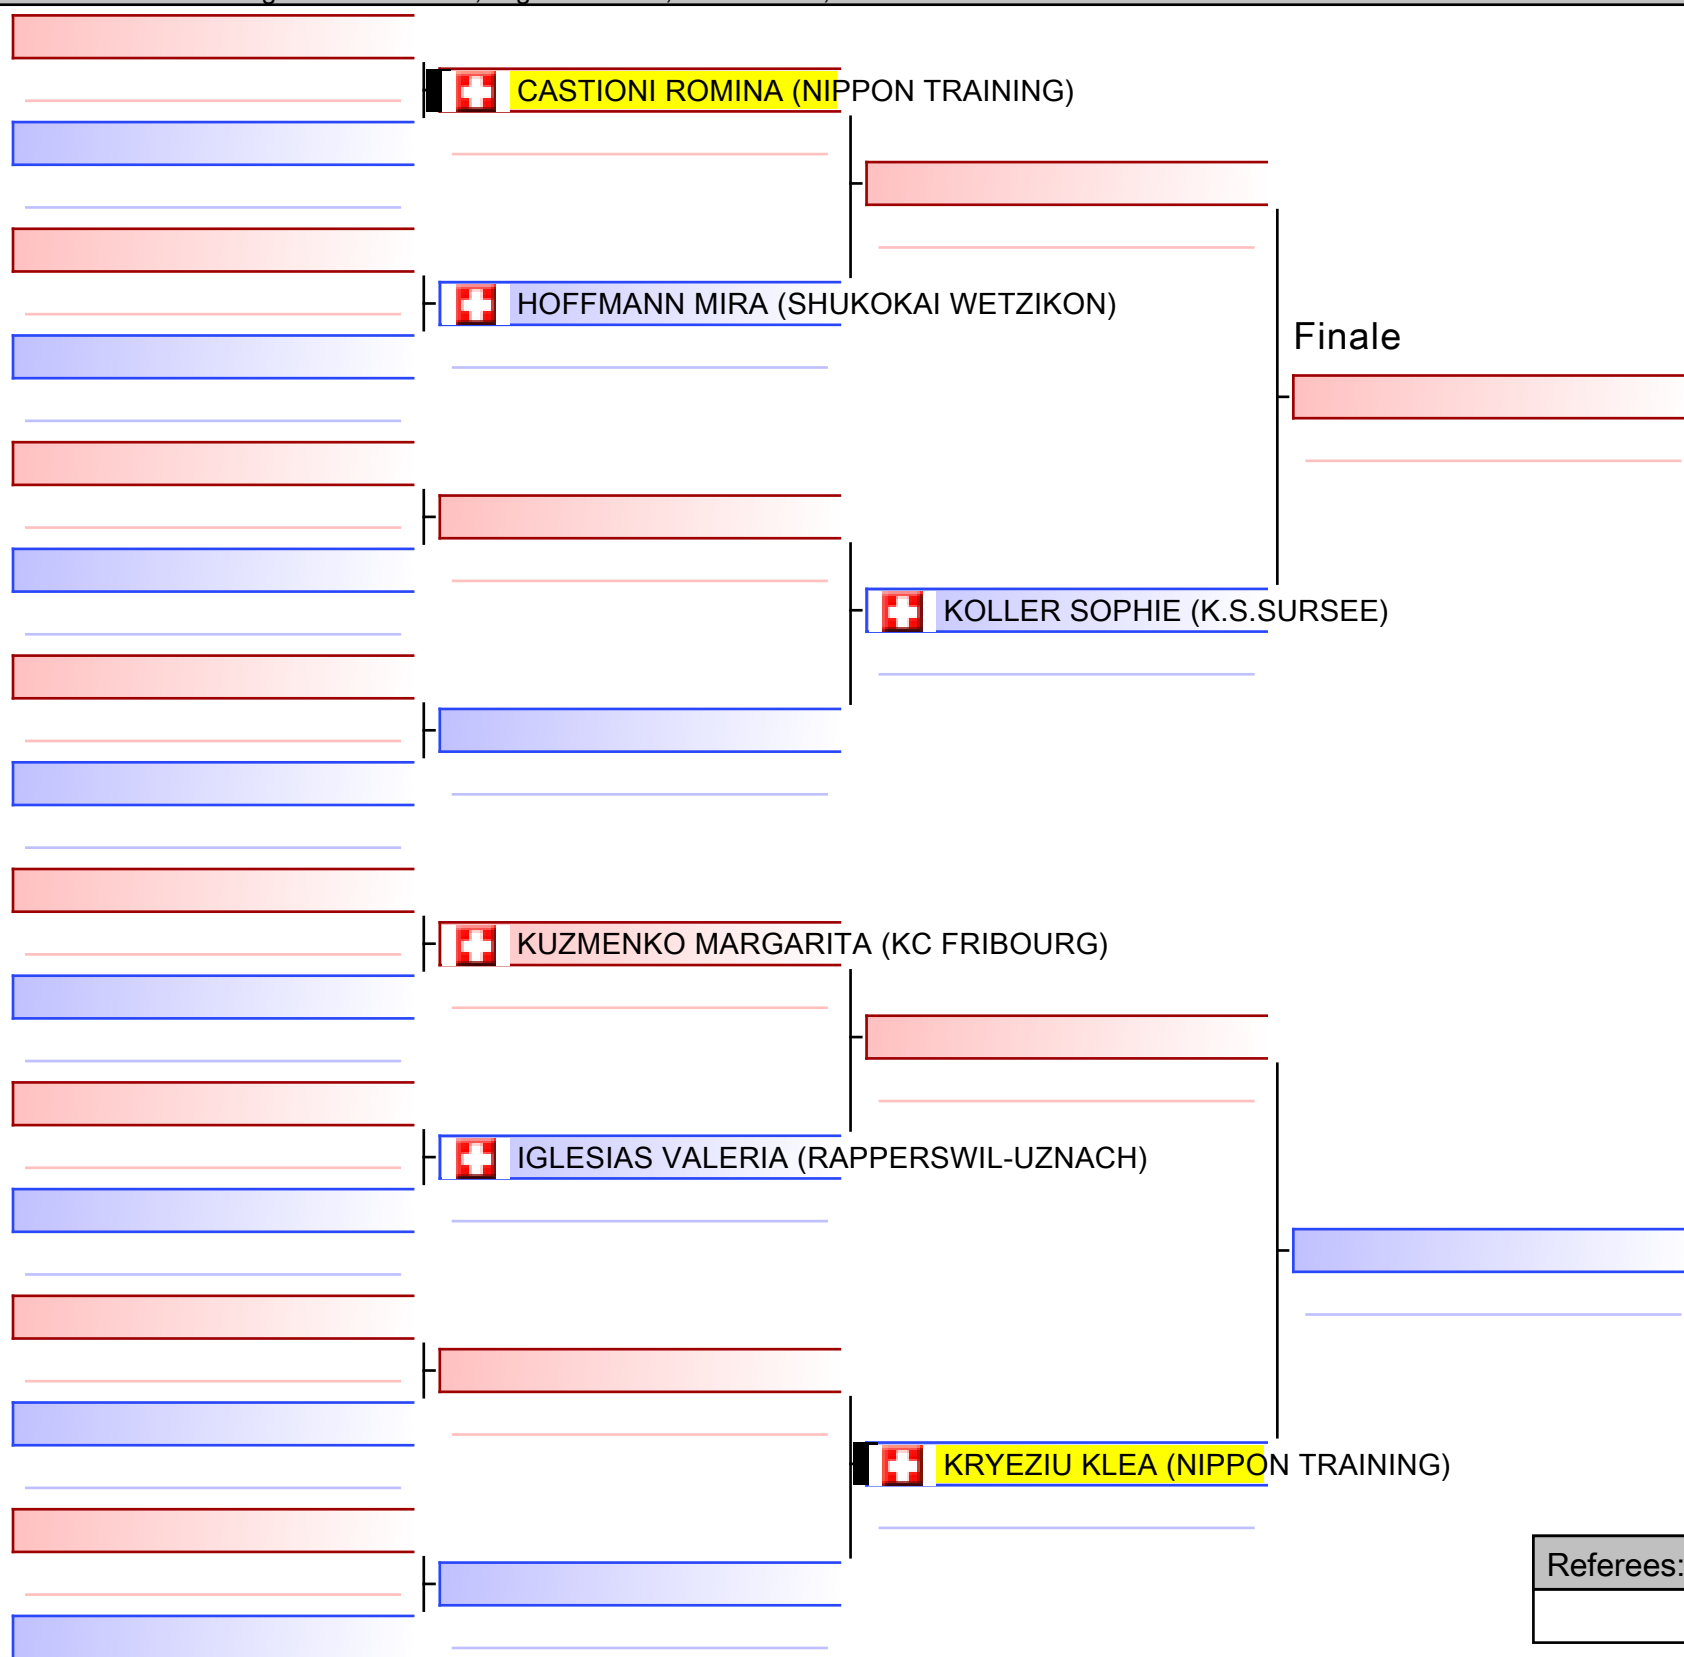 CASTIONI ROMINA (NIPPON TRAINING)
HOFFMANN MIRA (SHUKOKAI WETZIKON)
Finale
KOLLER SOPHIE (K.S.SURSEE)
KUZMENKO MARGARITA (KC FRIBOURG)
IGLESIAS VALERIA (RAPPERSWIL-UZNACH)
KRYEZIU KLEA (NIPPON TRAINING)
Referees: